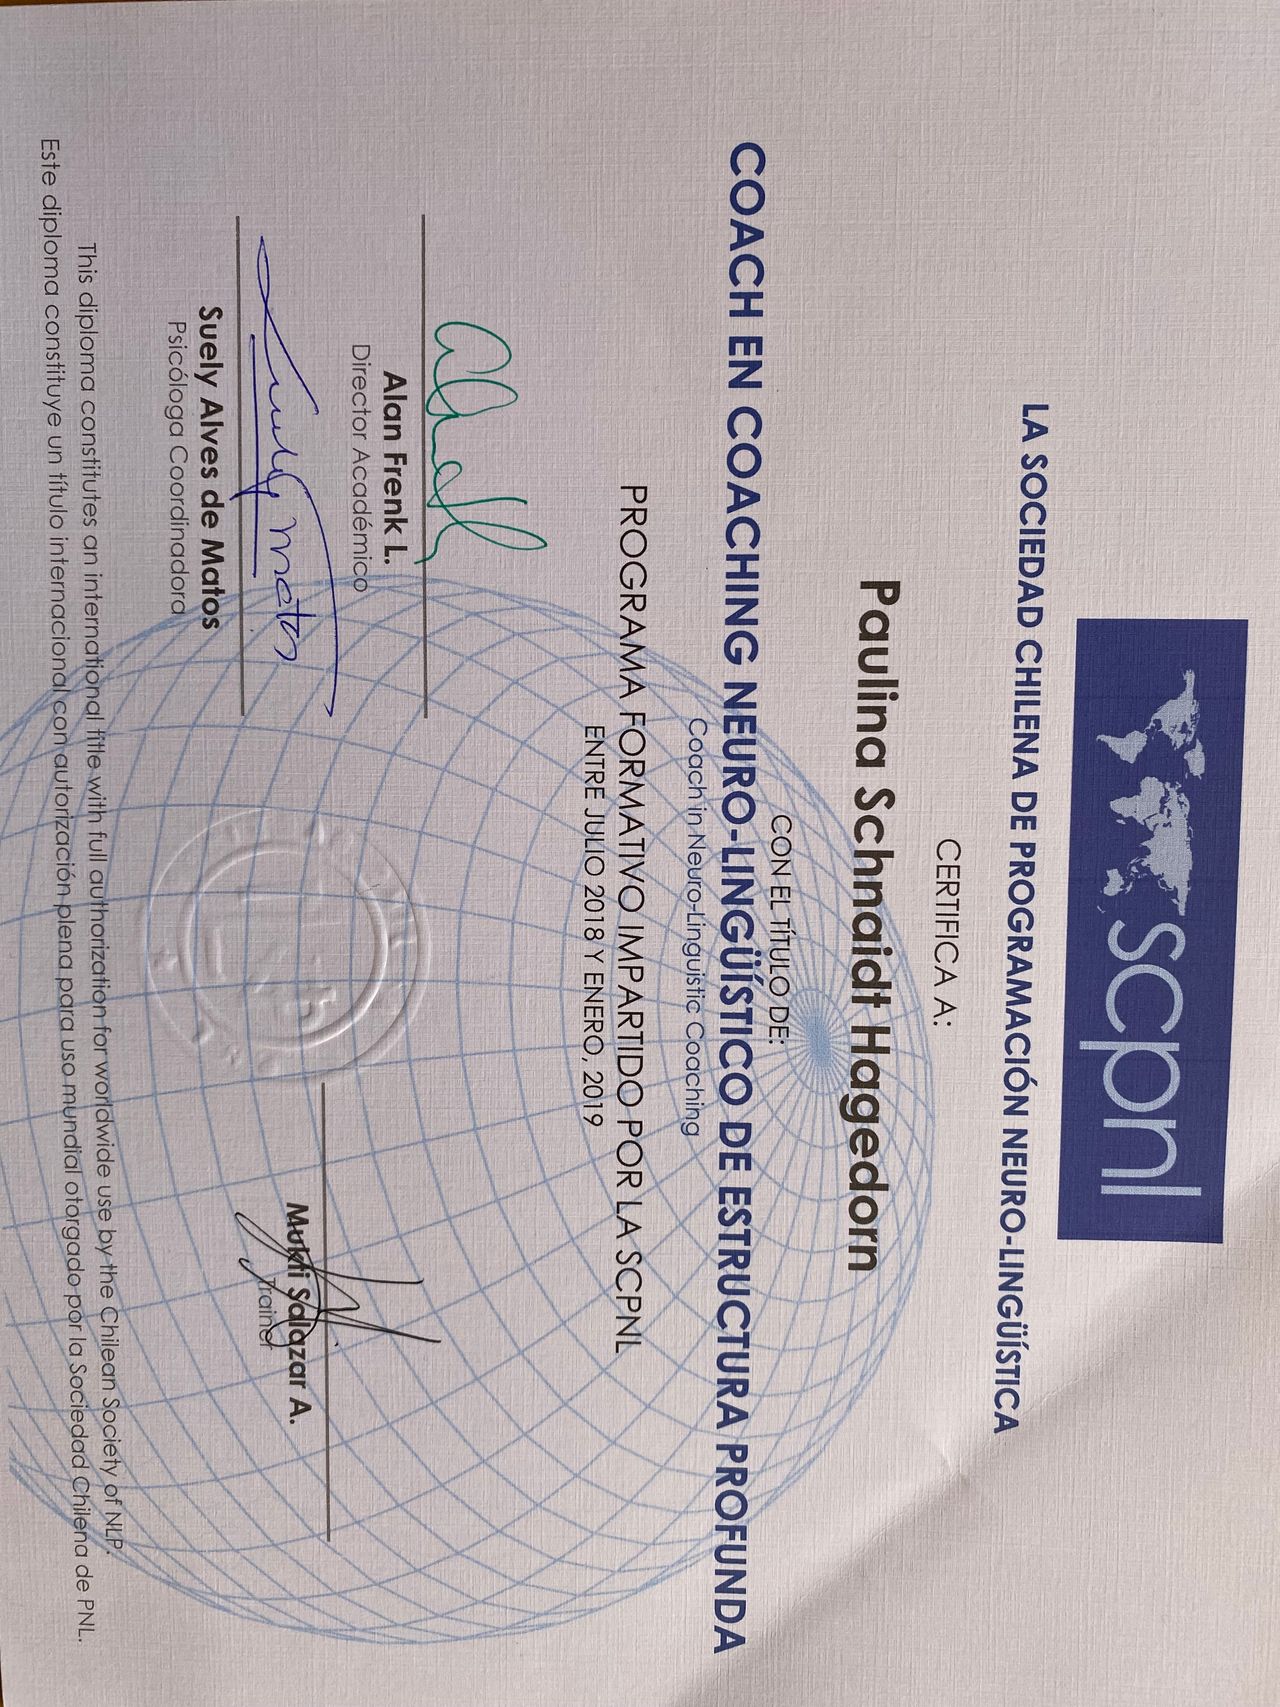 scpnl
LA SOCIEDAD CHILENA DE PROGRAMACIÓN NEURO-LINGÜÍSTICA
CERTIFICA A:
Paulina Schnaidt Hagedorn
CON EL TÍTULO DE:
COACH EN COACHING NEURO-LINGÜÍSTICO DE ESTRUCTURA PROFUNDA
Coach in Neuro-Linguistic Coaching
PROGRAMA FORMATIVO IMPARTIDO POR LA SCPNL
ENTRE JULIO 2018 Y ENERO, 2019
Alan Frenk L.
Director Académico
Suely Alves de Matos
Psicóloga Coordinadora
Mukti Salazar A.
Trainer
This diploma constitutes an international title with full authorization for worldwide use by the Chilean Society of NLP.
Este diploma constituye un título internacional con autorización plena para uso mundial otorgado por la Sociedad Chilena de PNL.